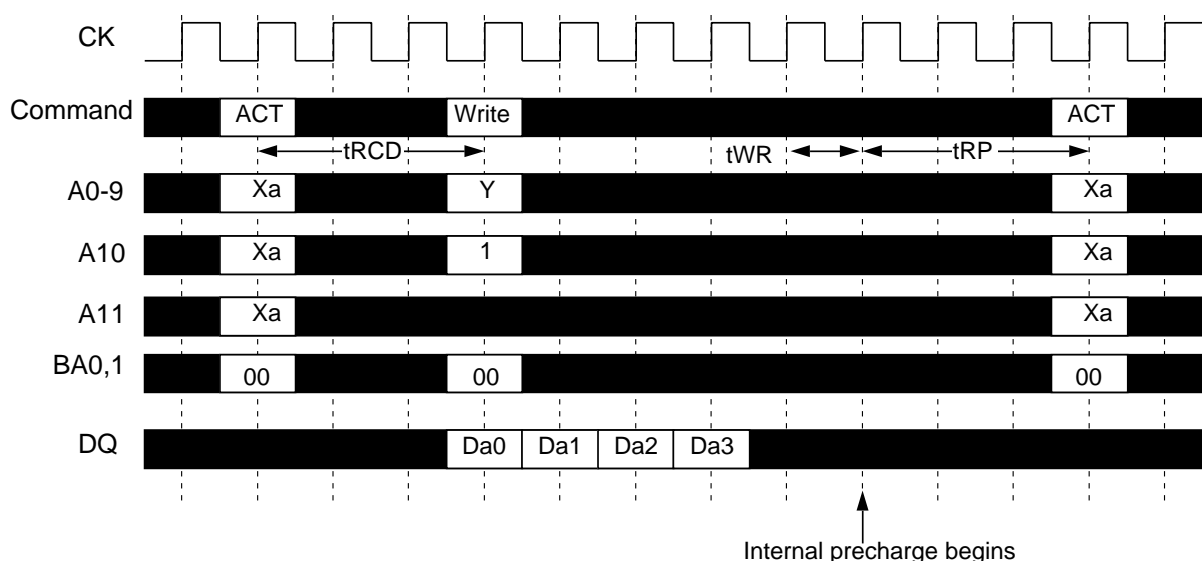 CK
Command ACT Write ACT
tRCD tWR tRP
A0-9 Xa Y Xa
A10 Xa 1 Xa
A11 Xa Xa
BA0,1 00 00 00
DQ Da0 Da1 Da2 Da3
Internal precharge begins